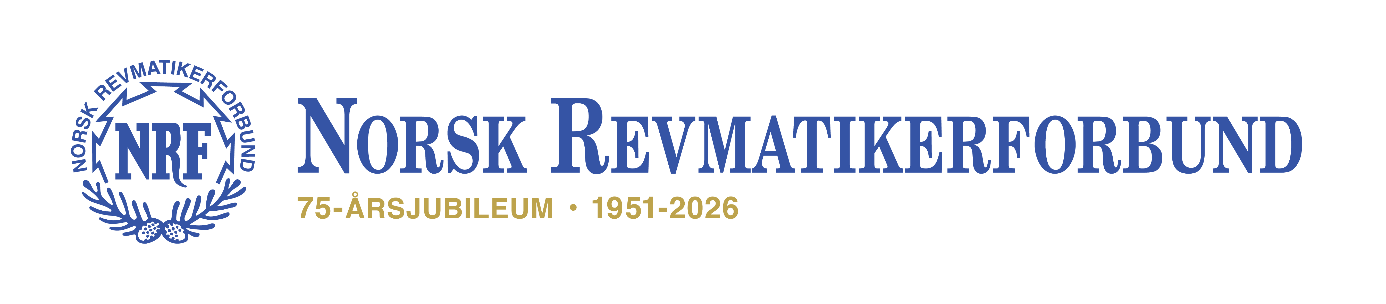 NORSK REVMATIKERFORBUND
NRF
NORSK REVMATIKERFORBUND
75-ÅRSJUBILEUM • 1951-2026